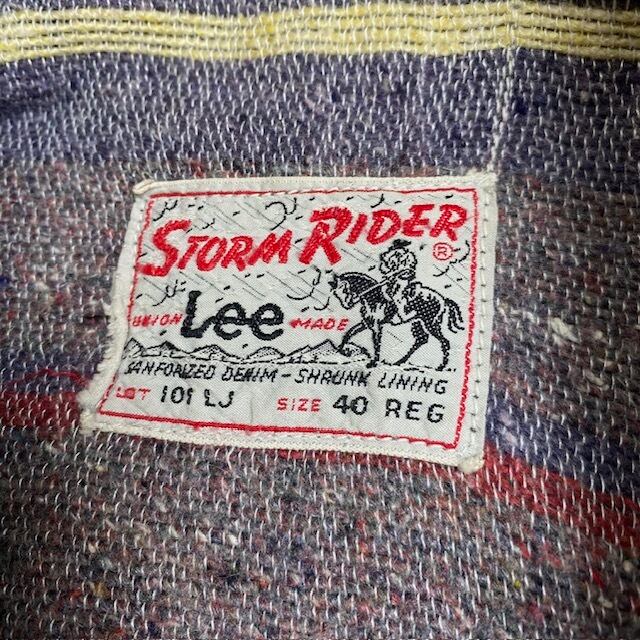 STORM RIDER ®
UNION Lee MADE
SANFORIZED DENIM - SHRUNK LINING
LOT 101 LJ SIZE 40 REG